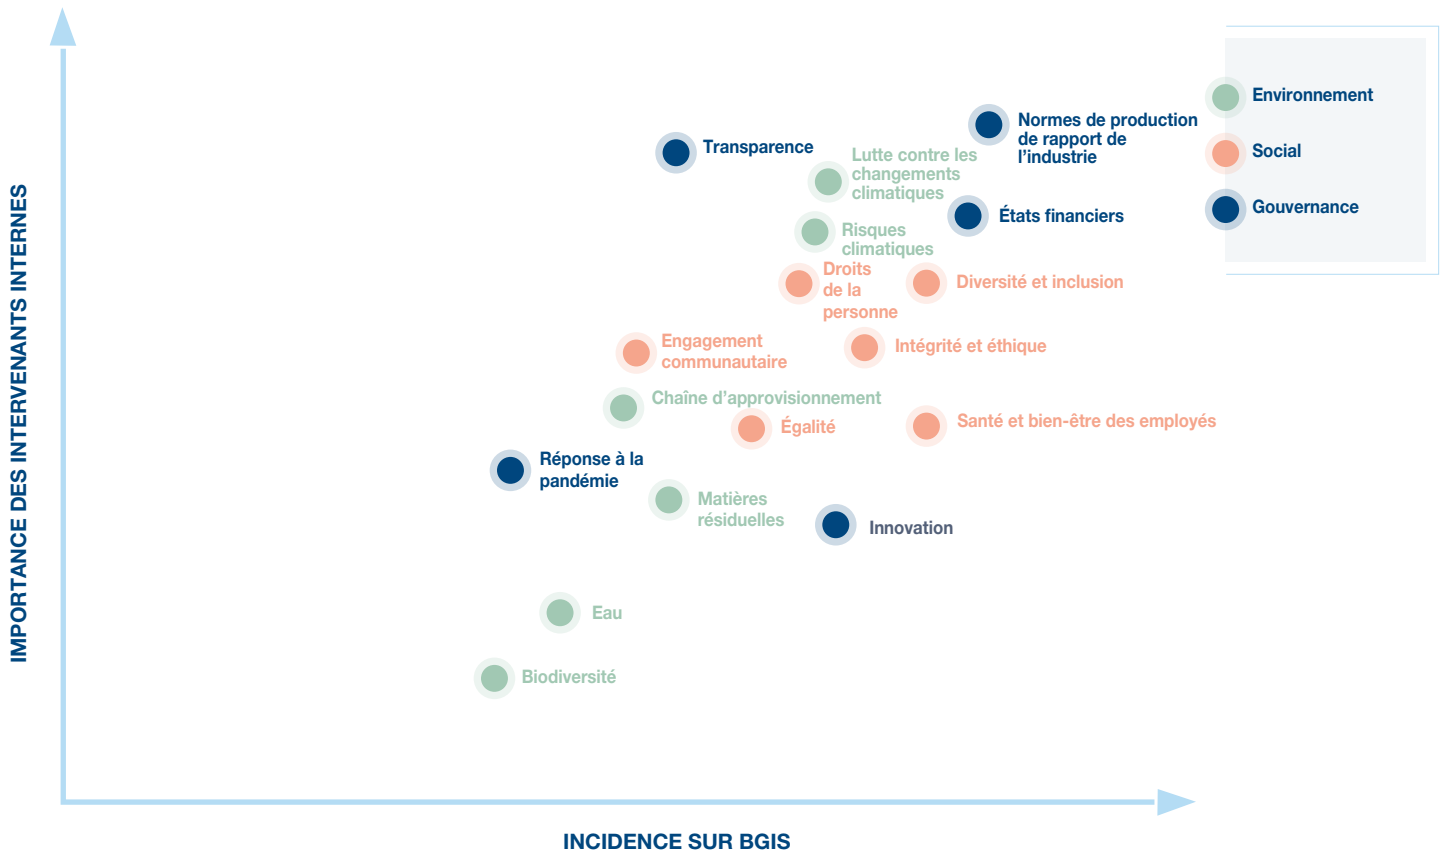 IMPORTANCE DES INTERVENANTS INTERNES
Normes de production
de rapport de
l’industrie
Transparence
Lutte contre les
changements
climatiques
États financiers
Risques
climatiques
Droits
de la
personne
Diversité et inclusion
Engagement
communautaire
Intégrité et éthique
Chaîne d’approvisionnement
Égalité
Santé et bien-être des employés
Réponse à la
pandémie
Matières
résiduelles
Innovation
Eau
Biodiversité
INCIDENCE SUR BGIS
Environnement
Social
Gouvernance